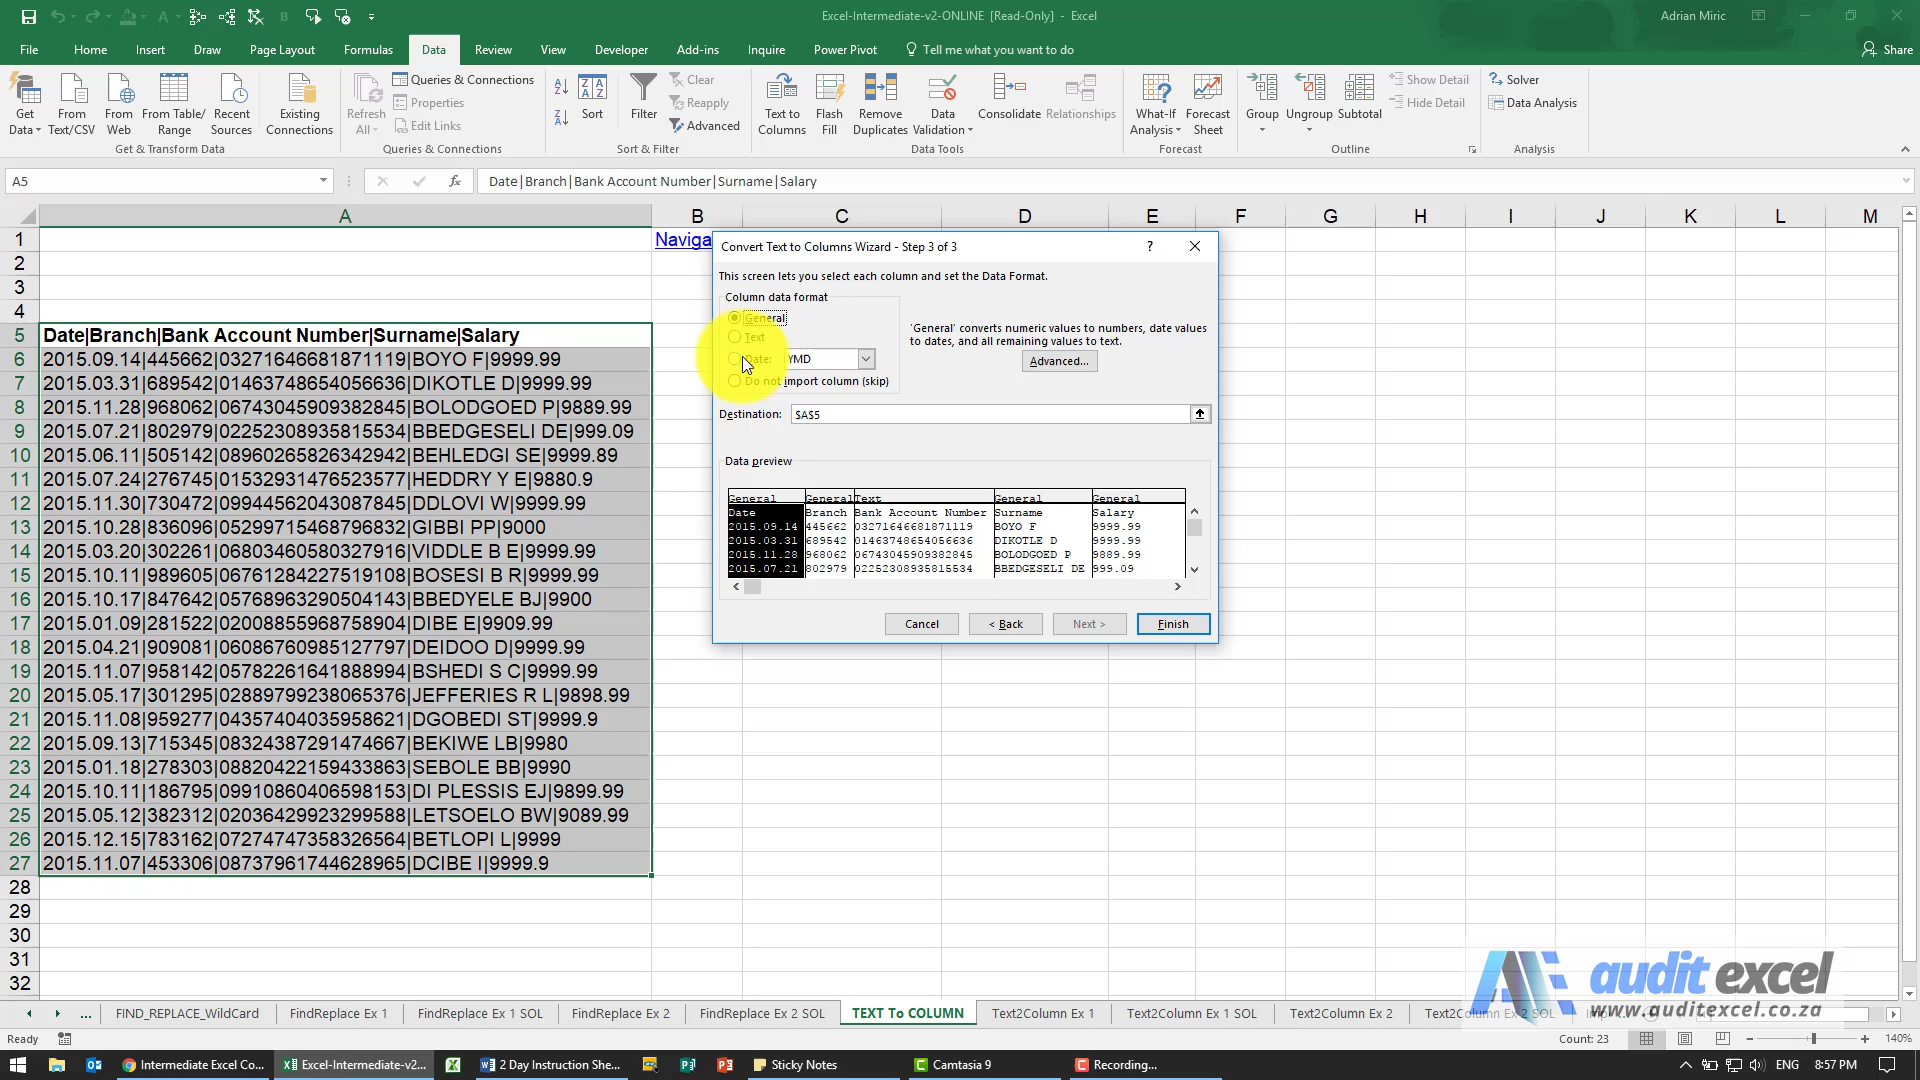 Excel-Intermediate-v2-ONLINE [Read-Only] - Excel
Adrian Miric
File Home Insert Draw Page Layout Formulas Data Review View Developer Add-ins Inquire Power Pivot Tell me what you want to do
Share
Get Data
From Text/CSV
From Web
From Table/ Range
Recent Sources
Existing Connections
Refresh All
Queries & Connections
Properties
Edit Links
Sort
Filter
Clear
Reapply
Advanced
Text to Columns
Flash Fill
Remove Duplicates
Data Validation
Consolidate
Relationships
What-If Analysis
Forecast Sheet
Group
Ungroup
Subtotal
Show Detail
Hide Detail
Solver
Data Analysis
Get & Transform Data
Queries & Connections
Sort & Filter
Data Tools
Forecast
Outline
Analysis
A5
fx
Date|Branch|Bank Account Number|Surname|Salary
A B C D E F G H I J K L M
1 Naviga
2
3
4
5 Date|Branch|Bank Account Number|Surname|Salary
6 2015.09.14|445662|03271646681871119|BOYO F|9999.99
7 2015.03.31|689542|01463748654056636|DIKOTLE D|9999.99
8 2015.11.28|968062|06743045909382845|BOLODGOED P|9889.99
9 2015.07.21|802979|02252308935815534|BBEDGESELI DE|999.09
10 2015.06.11|505142|08960265826342942|BEHLEDGI SE|9999.89
11 2015.07.24|276745|01532931476523577|HEDDRY Y E|9880.9
12 2015.11.30|730472|09944562043087845|DDLOVI W|9999.99
13 2015.10.28|836096|05299715468796832|GIBBI PP|9000
14 2015.03.20|302261|06803460580327916|VIDDLE B E|9999.99
15 2015.10.11|989605|06761284227519108|BOSESI B R|9999.99
16 2015.10.17|847642|05768963290504143|BBEDYELE BJ|9900
17 2015.01.09|281522|02008855968758904|DIBE E|9909.99
18 2015.04.21|909081|06086760985127797|DEIDOO D|9999.99
19 2015.11.07|958142|05782261641888994|BSHEDI S C|9999.99
20 2015.05.17|301295|02889799238065376|JEFFERIES R L|9898.99
21 2015.11.08|959277|04357404035958621|DGOBEDI ST|9999.9
22 2015.09.13|715345|08324387291474667|BEKIWE LB|9980
23 2015.01.18|278303|08820422159433863|SEBOLE BB|9990
24 2015.10.11|186795|09910860406598153|DI PLESSIS EJ|9899.99
25 2015.05.12|382312|02036429923299588|LETSOELO BW|9089.99
26 2015.12.15|783162|07274747358326564|BETLOPI L|9999
27 2015.11.07|453306|08737961744628965|DCIBE I|9999.9
28
29
30
31
32
Convert Text to Columns Wizard - Step 3 of 3
?
This screen lets you select each column and set the Data Format.
Column data format
General
Text
Date: YMD
Do not import column (skip)
'General' converts numeric values to numbers, date values
to dates, and all remaining values to text.
Advanced...
Destination: $A$5
Data preview
General General Text General General
Date Branch Bank Account Number Surname Salary
2015.09.14 445662 03271646681871119 BOYO F 9999.99
2015.03.31 689542 01463748654056636 DIKOTLE D 9999.99
2015.11.28 968062 06743045909382845 BOLODGOED P 9889.99
2015.07.21 802979 02252308935815534 BBEDGESELI DE 999.09
Cancel < Back Next > Finish
audit excel
www.auditexcel.co.za
... FIND_REPLACE_WildCard FindReplace Ex 1 FindReplace Ex 1 SOL FindReplace Ex 2 FindReplace Ex 2 SOL TEXT To COLUMN Text2Column Ex 1 Text2Column Ex 1 SOL Text2Column Ex 2 Text2Column Ex 2 SOL
Ready
Count: 23
140%
Intermediate Excel Co...
Excel-Intermediate-v2...
2 Day Instruction She...
Sticky Notes
Camtasia 9
Recording...
ENG
8:57 PM